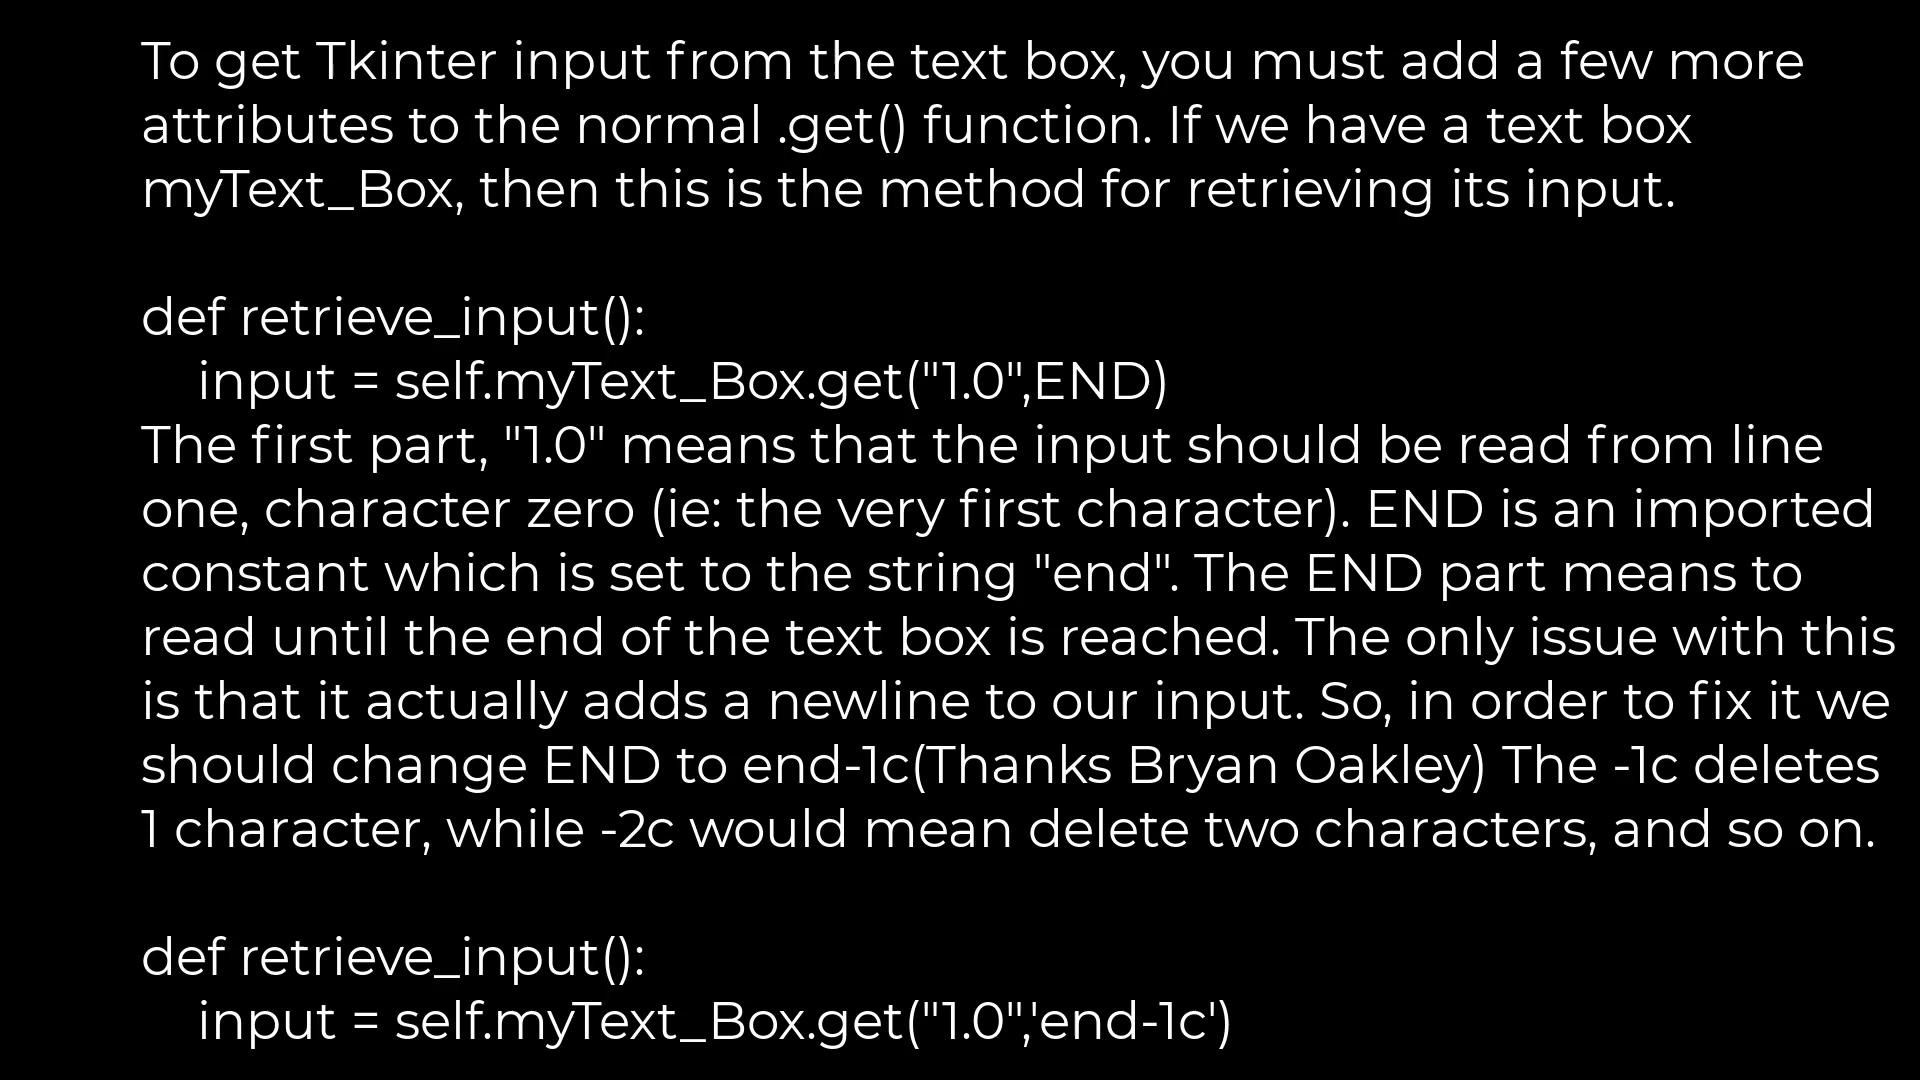 To get Tkinter input from the text box, you must add a few more
attributes to the normal .get() function. If we have a text box
myText_Box, then this is the method for retrieving its input.
def retrieve_input():
    input = self.myText_Box.get("1.0",END)
The first part, "1.0" means that the input should be read from line
one, character zero (ie: the very first character). END is an imported
constant which is set to the string "end". The END part means to
read until the end of the text box is reached. The only issue with this
is that it actually adds a newline to our input. So, in order to fix it we
should change END to end-1c(Thanks Bryan Oakley) The -1c deletes
1 character, while -2c would mean delete two characters, and so on.
def retrieve_input():
    input = self.myText_Box.get("1.0",'end-1c')